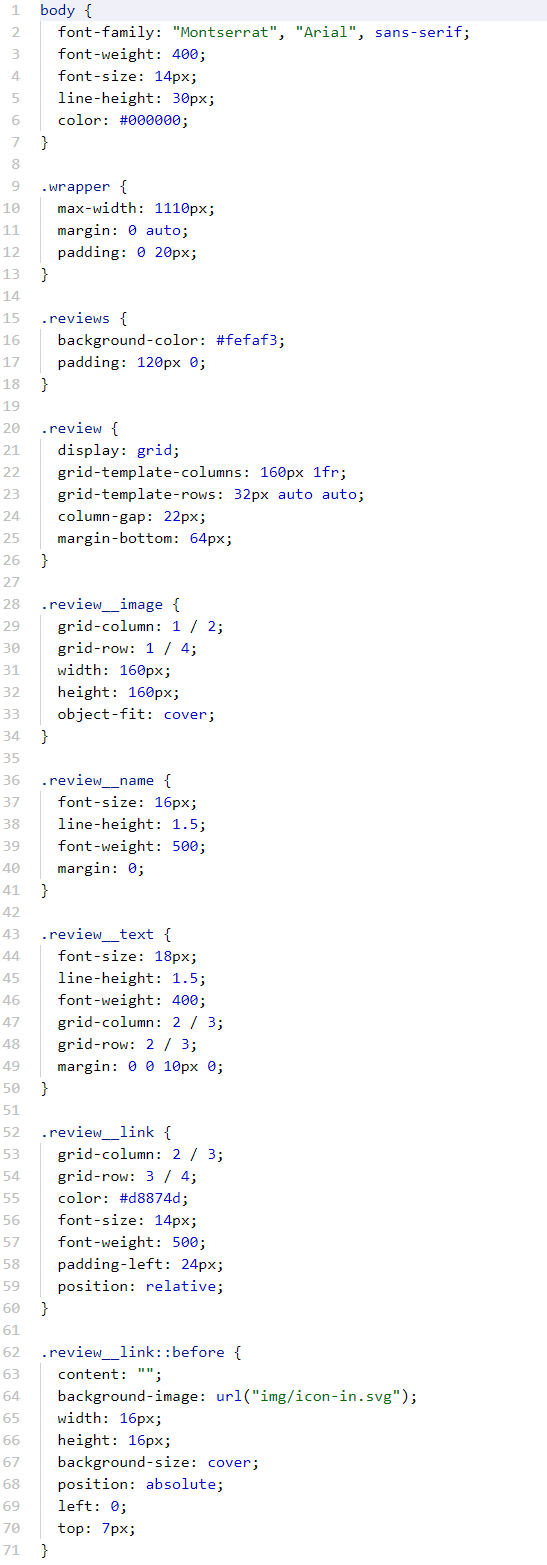 1 body {
2 font-family: "Montserrat", "Arial", sans-serif;
3 font-weight: 400;
4 font-size: 14px;
5 line-height: 30px;
6 color: #000000;
7 }
8
9 .wrapper {
10 max-width: 1110px;
11 margin: 0 auto;
12 padding: 0 20px;
13 }
14
15 .reviews {
16 background-color: #fefaf3;
17 padding: 120px 0;
18 }
19
20 .review {
21 display: grid;
22 grid-template-columns: 160px 1fr;
23 grid-template-rows: 32px auto auto;
24 column-gap: 22px;
25 margin-bottom: 64px;
26 }
27
28 .review__image {
29 grid-column: 1 / 2;
30 grid-row: 1 / 4;
31 width: 160px;
32 height: 160px;
33 object-fit: cover;
34 }
35
36 .review__name {
37 font-size: 16px;
38 line-height: 1.5;
39 font-weight: 500;
40 margin: 0;
41 }
42
43 .review__text {
44 font-size: 18px;
45 line-height: 1.5;
46 font-weight: 400;
47 grid-column: 2 / 3;
48 grid-row: 2 / 3;
49 margin: 0 0 10px 0;
50 }
51
52 .review__link {
53 grid-column: 2 / 3;
54 grid-row: 3 / 4;
55 color: #d8874d;
56 font-size: 14px;
57 font-weight: 500;
58 padding-left: 24px;
59 position: relative;
60 }
61
62 .review__link::before {
63 content: "";
64 background-image: url("img/icon-in.svg");
65 width: 16px;
66 height: 16px;
67 background-size: cover;
68 position: absolute;
69 left: 0;
70 top: 7px;
71 }